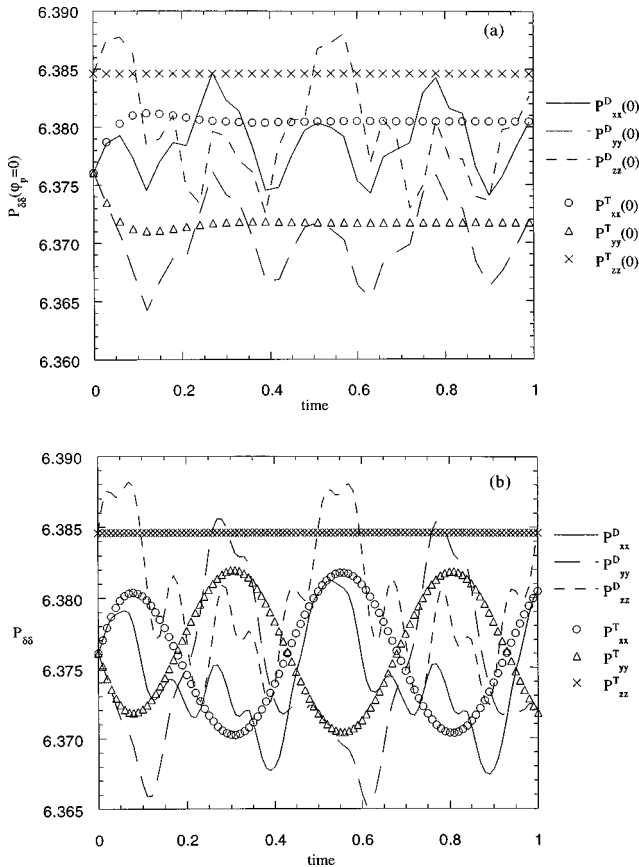 (a)
6.390
6.385
6.380
6.375
6.370
6.365
6.360
P_δδ(φ_p=0)
0 0.2 0.4 0.6 0.8 1
time
P^D_xx(0)
P^D_yy(0)
P^D_zz(0)
P^T_xx(0)
P^T_yy(0)
P^T_zz(0)
(b)
6.390
6.385
6.380
6.375
6.370
6.365
P_δδ
0 0.2 0.4 0.6 0.8 1
time
P^D_xx
P^D_yy
P^D_zz
P^T_xx
P^T_yy
P^T_zz